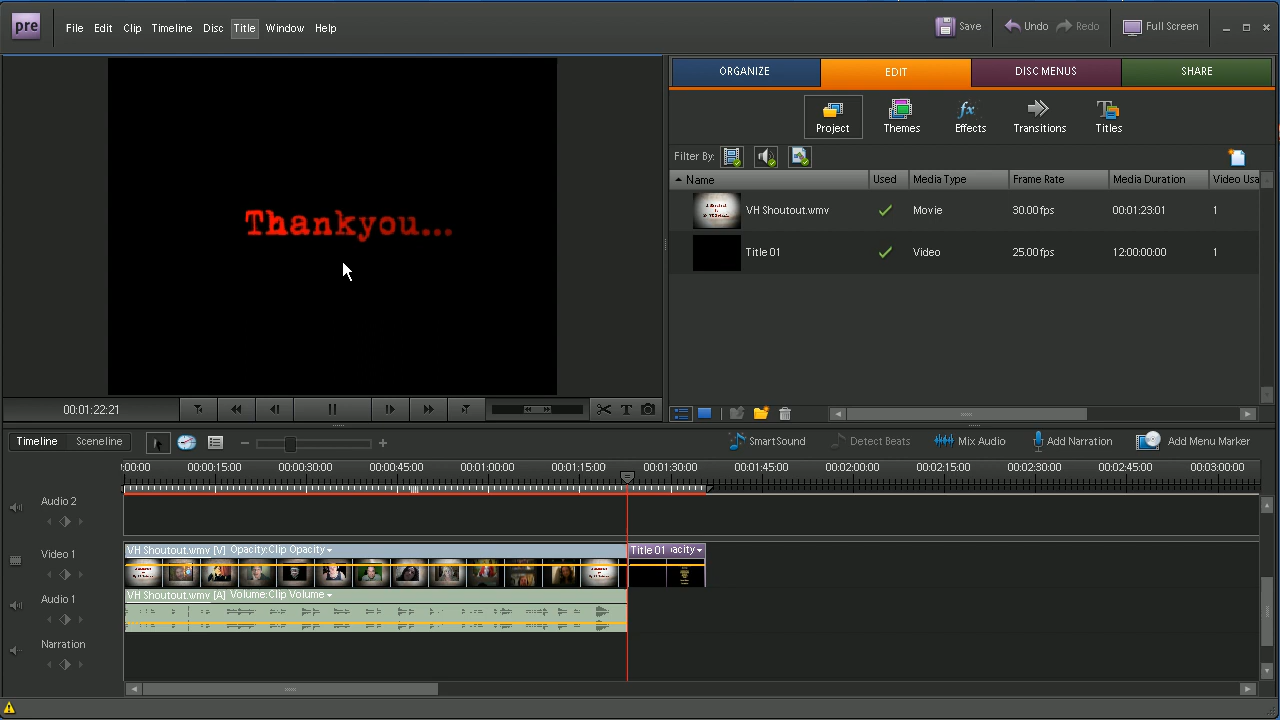 pre File Edit Clip Timeline Disc Title Window Help Save Undo Redo Full Screen
Thankyou...
ORGANIZE EDIT DISC MENUS SHARE
fx
Project Themes Effects Transitions Titles
Filter By:
Name Used Media Type Frame Rate Media Duration Video Usa
VH Shoutout.wmv Movie 30.00 fps 00:01:23:01 1
Title 01 Video 25.00 fps 12:00:00:00 1
00:01:22:21 T
Timeline Sceneline SmartSound Detect Beats Mix Audio Add Narration Add Menu Marker
:00:00 00:00:15:00 00:00:30:00 00:00:45:00 00:01:00:00 00:01:15:00 00:01:30:00 00:01:45:00 00:02:00:00 00:02:15:00 00:02:30:00 00:02:45:00 00:03:00:00
Audio 2
Video 1
VH Shoutout.wmv [V] Opacity:Clip Opacity Title 01 acity
Audio 1
VH Shoutout.wmv [A] Volume:Clip Volume
Narration